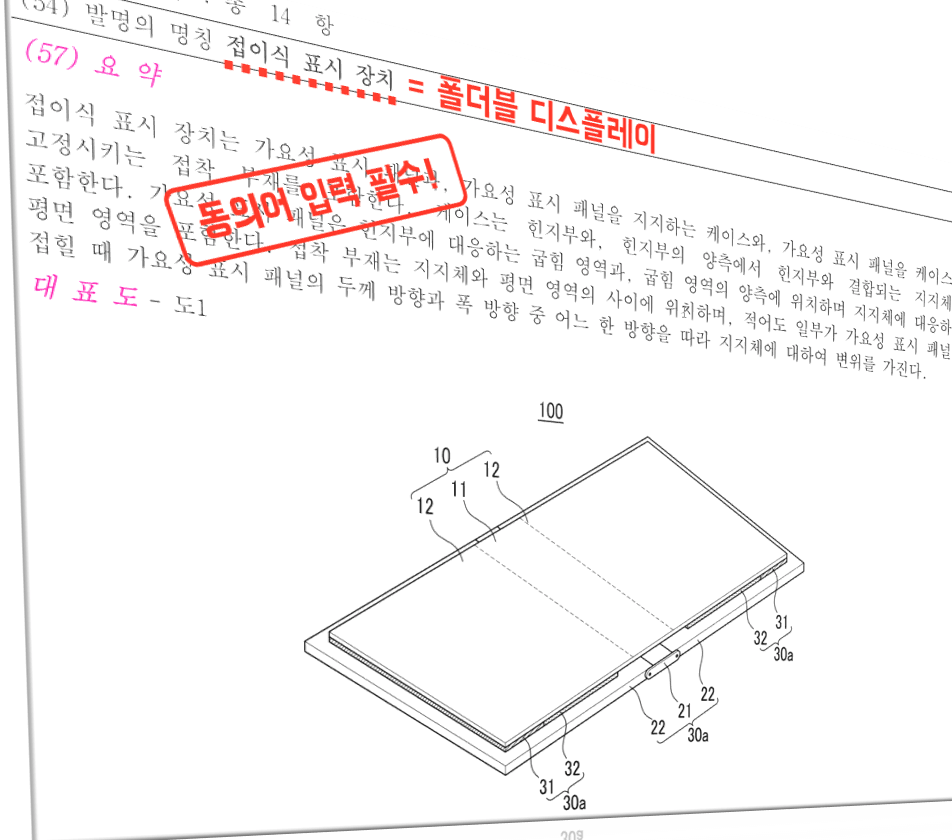 : 총 14 항
(54) 발명의 명칭 접이식 표시 장치 = 폴더블 디스플레이
(57) 요 약
접이식 표시 장치는 가요성 표시 패널과, 가요성 표시 패널을 지지하는 케이스와, 가요성 표시 패널을 케이스
고정시키는 접착 부재를 포함한다. 케이스는 힌지부와, 힌지부의 양측에서 힌지부와 결합되는 지지체
포함한다. 가요성 표시 패널은 힌지부에 대응하는 굽힘 영역과, 굽힘 영역의 양측에 위치하며 지지체에 대응하
평면 영역을 포함한다. 접착 부재는 지지체와 평면 영역의 사이에 위치하며, 적어도 일부가 가요성 표시 패널
접힐 때 가요성 표시 패널의 두께 방향과 폭 방향 중 어느 한 방향을 따라 지지체에 대하여 변위를 가진다.
동의어 입력 필수!
대 표 도 - 도1
100
10
12
11
12
31
32
30a
22
21
22
30a
32
31
30a